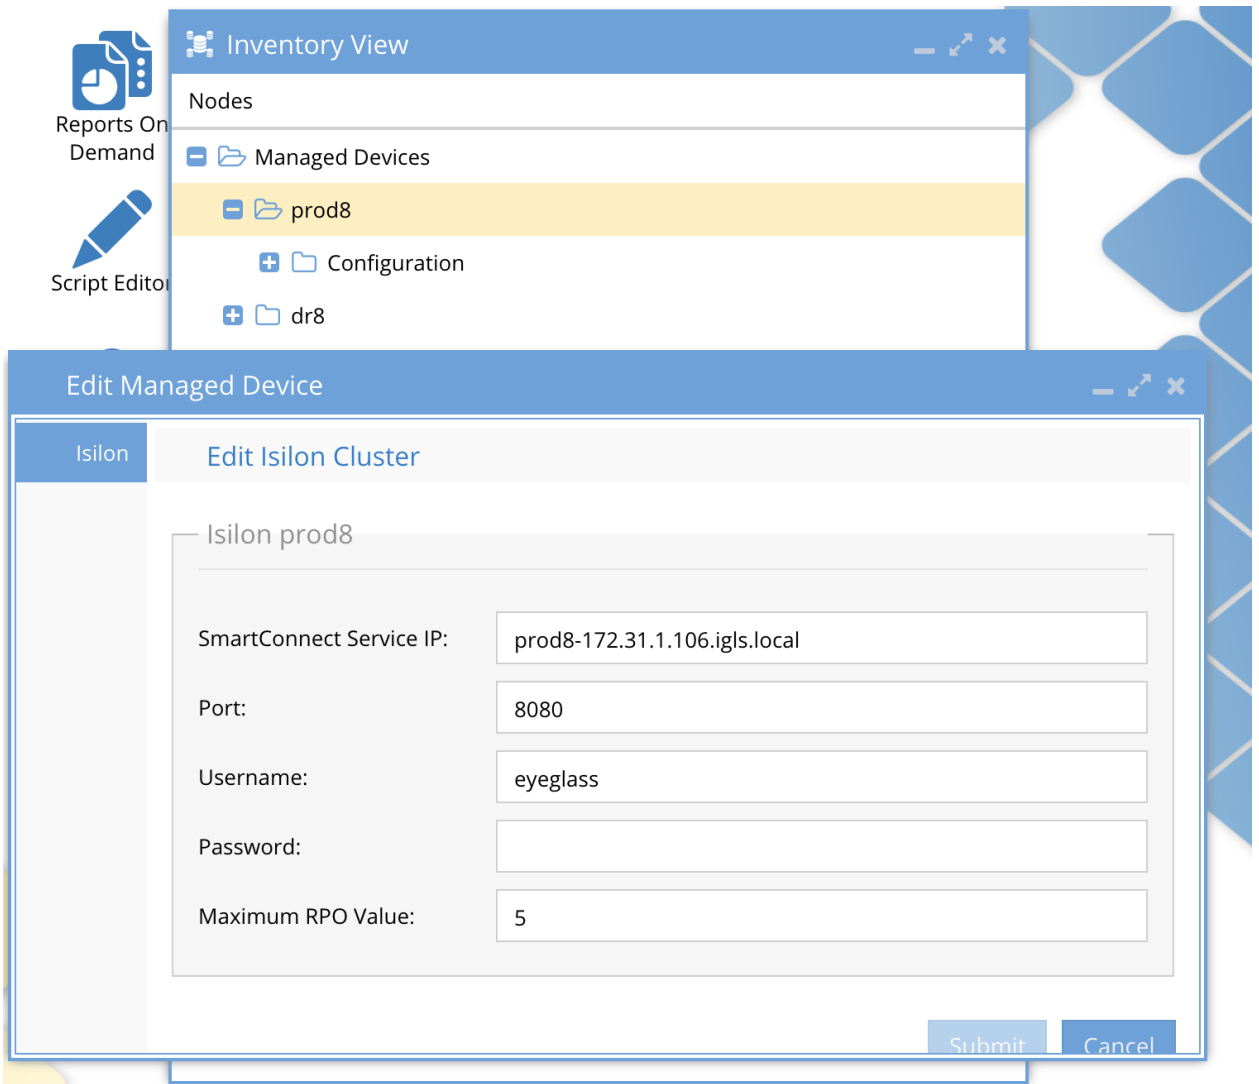 Inventory View
Nodes
Reports On
Demand
Managed Devices
prod8
Configuration
Script Editor
dr8
Edit Managed Device
Isilon
Edit Isilon Cluster
Isilon prod8
SmartConnect Service IP:
prod8-172.31.1.106.igls.local
Port:
8080
Username:
eyeglass
Password:
Maximum RPO Value:
5
Submit
Cancel